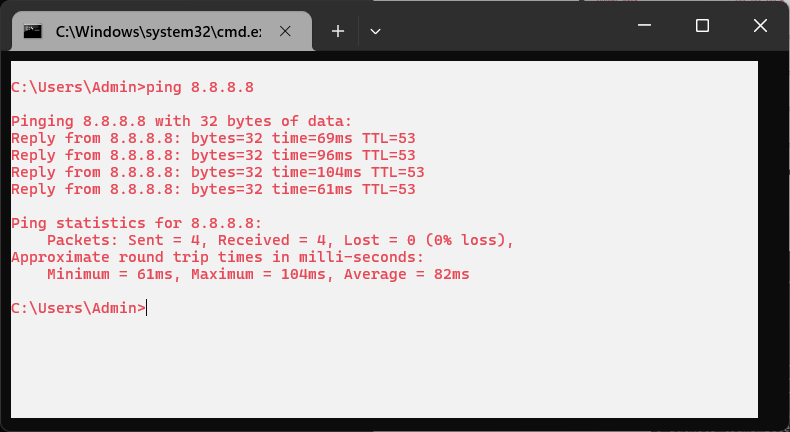 C:\Windows\system32\cmd.ex
C:\Users\Admin>ping 8.8.8.8
Pinging 8.8.8.8 with 32 bytes of data:
Reply from 8.8.8.8: bytes=32 time=69ms TTL=53
Reply from 8.8.8.8: bytes=32 time=96ms TTL=53
Reply from 8.8.8.8: bytes=32 time=104ms TTL=53
Reply from 8.8.8.8: bytes=32 time=61ms TTL=53
Ping statistics for 8.8.8.8:
    Packets: Sent = 4, Received = 4, Lost = 0 (0% loss),
Approximate round trip times in milli-seconds:
    Minimum = 61ms, Maximum = 104ms, Average = 82ms
C:\Users\Admin>